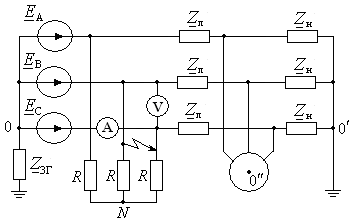 E_A Z_л Z_н
E_B Z_л Z_н
V
E_C Z_л Z_н
0 A 0'
Z_ЗГ R R R 0''
N